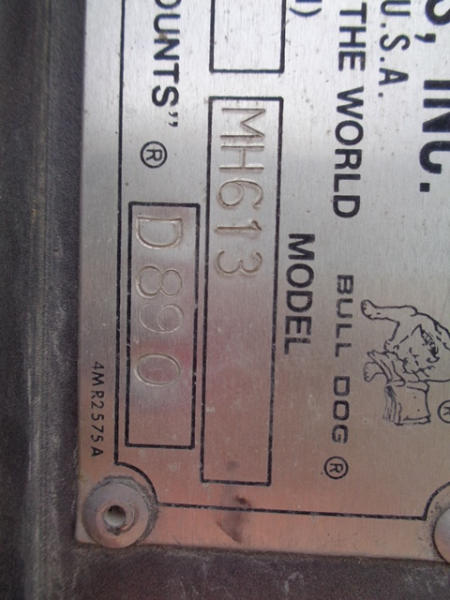 S, INC.
U.S.A.
®
THE WORLD
BULL DOG ®
MODEL
MH613
OUNTS" ®
D890
4MR2575A